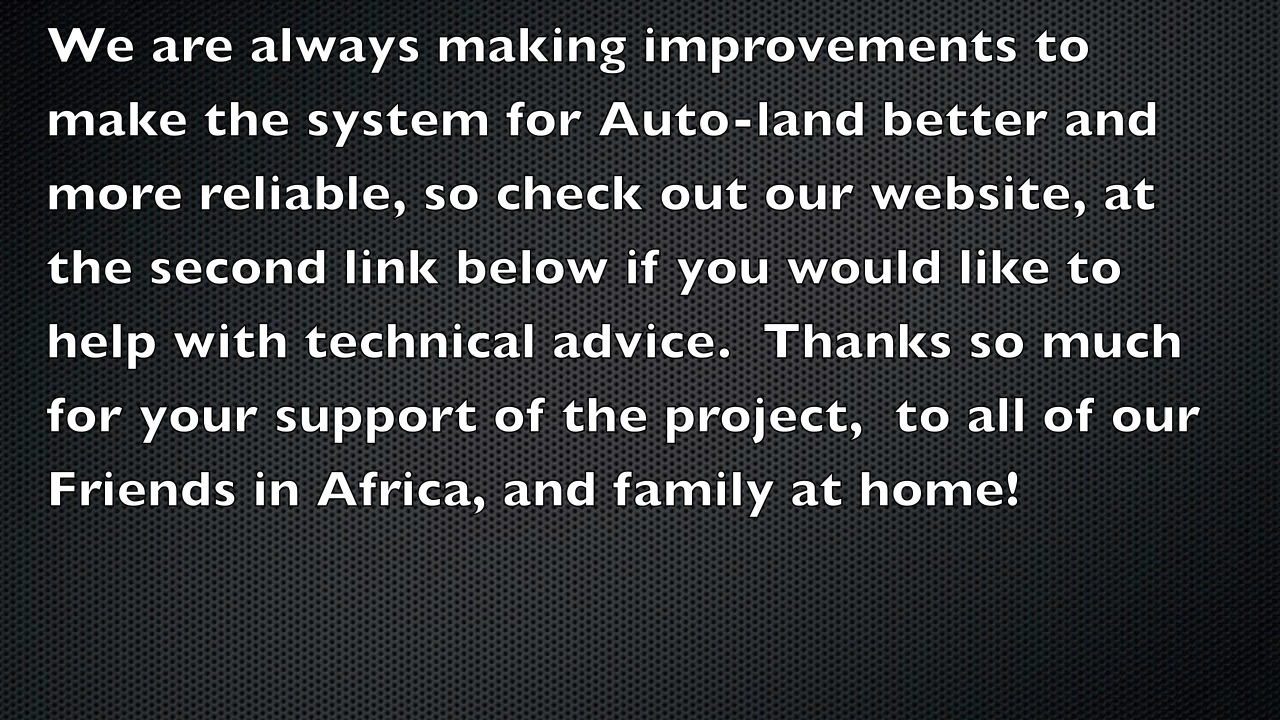 We are always making improvements to
make the system for Auto-land better and
more reliable, so check out our website, at
the second link below if you would like to
help with technical advice.  Thanks so much
for your support of the project,  to all of our
Friends in Africa, and family at home!